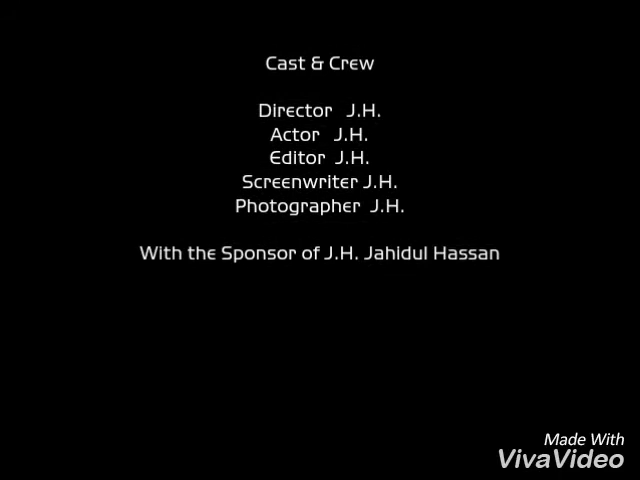 Cast & Crew
Director J.H.
Actor J.H.
Editor J.H.
Screenwriter J.H.
Photographer J.H.
With the Sponsor of J.H. Jahidul Hassan
Made With
VivaVideo